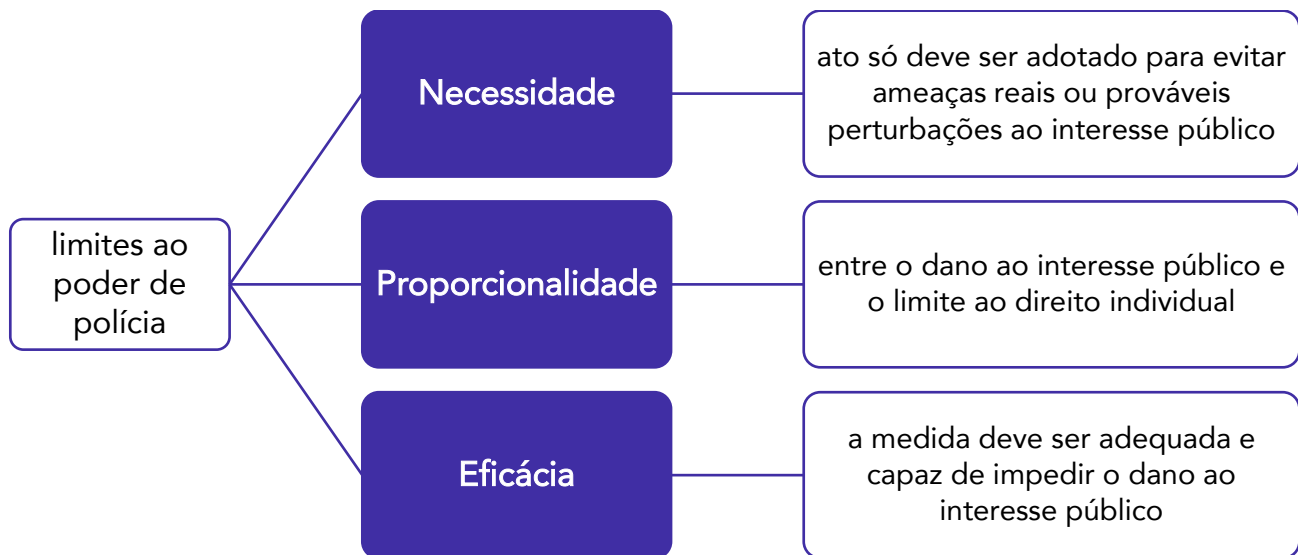 limites ao
poder de
polícia
Necessidade
ato só deve ser adotado para evitar
ameaças reais ou prováveis
perturbações ao interesse público
Proporcionalidade
entre o dano ao interesse público e
o limite ao direito individual
Eficácia
a medida deve ser adequada e
capaz de impedir o dano ao
interesse público